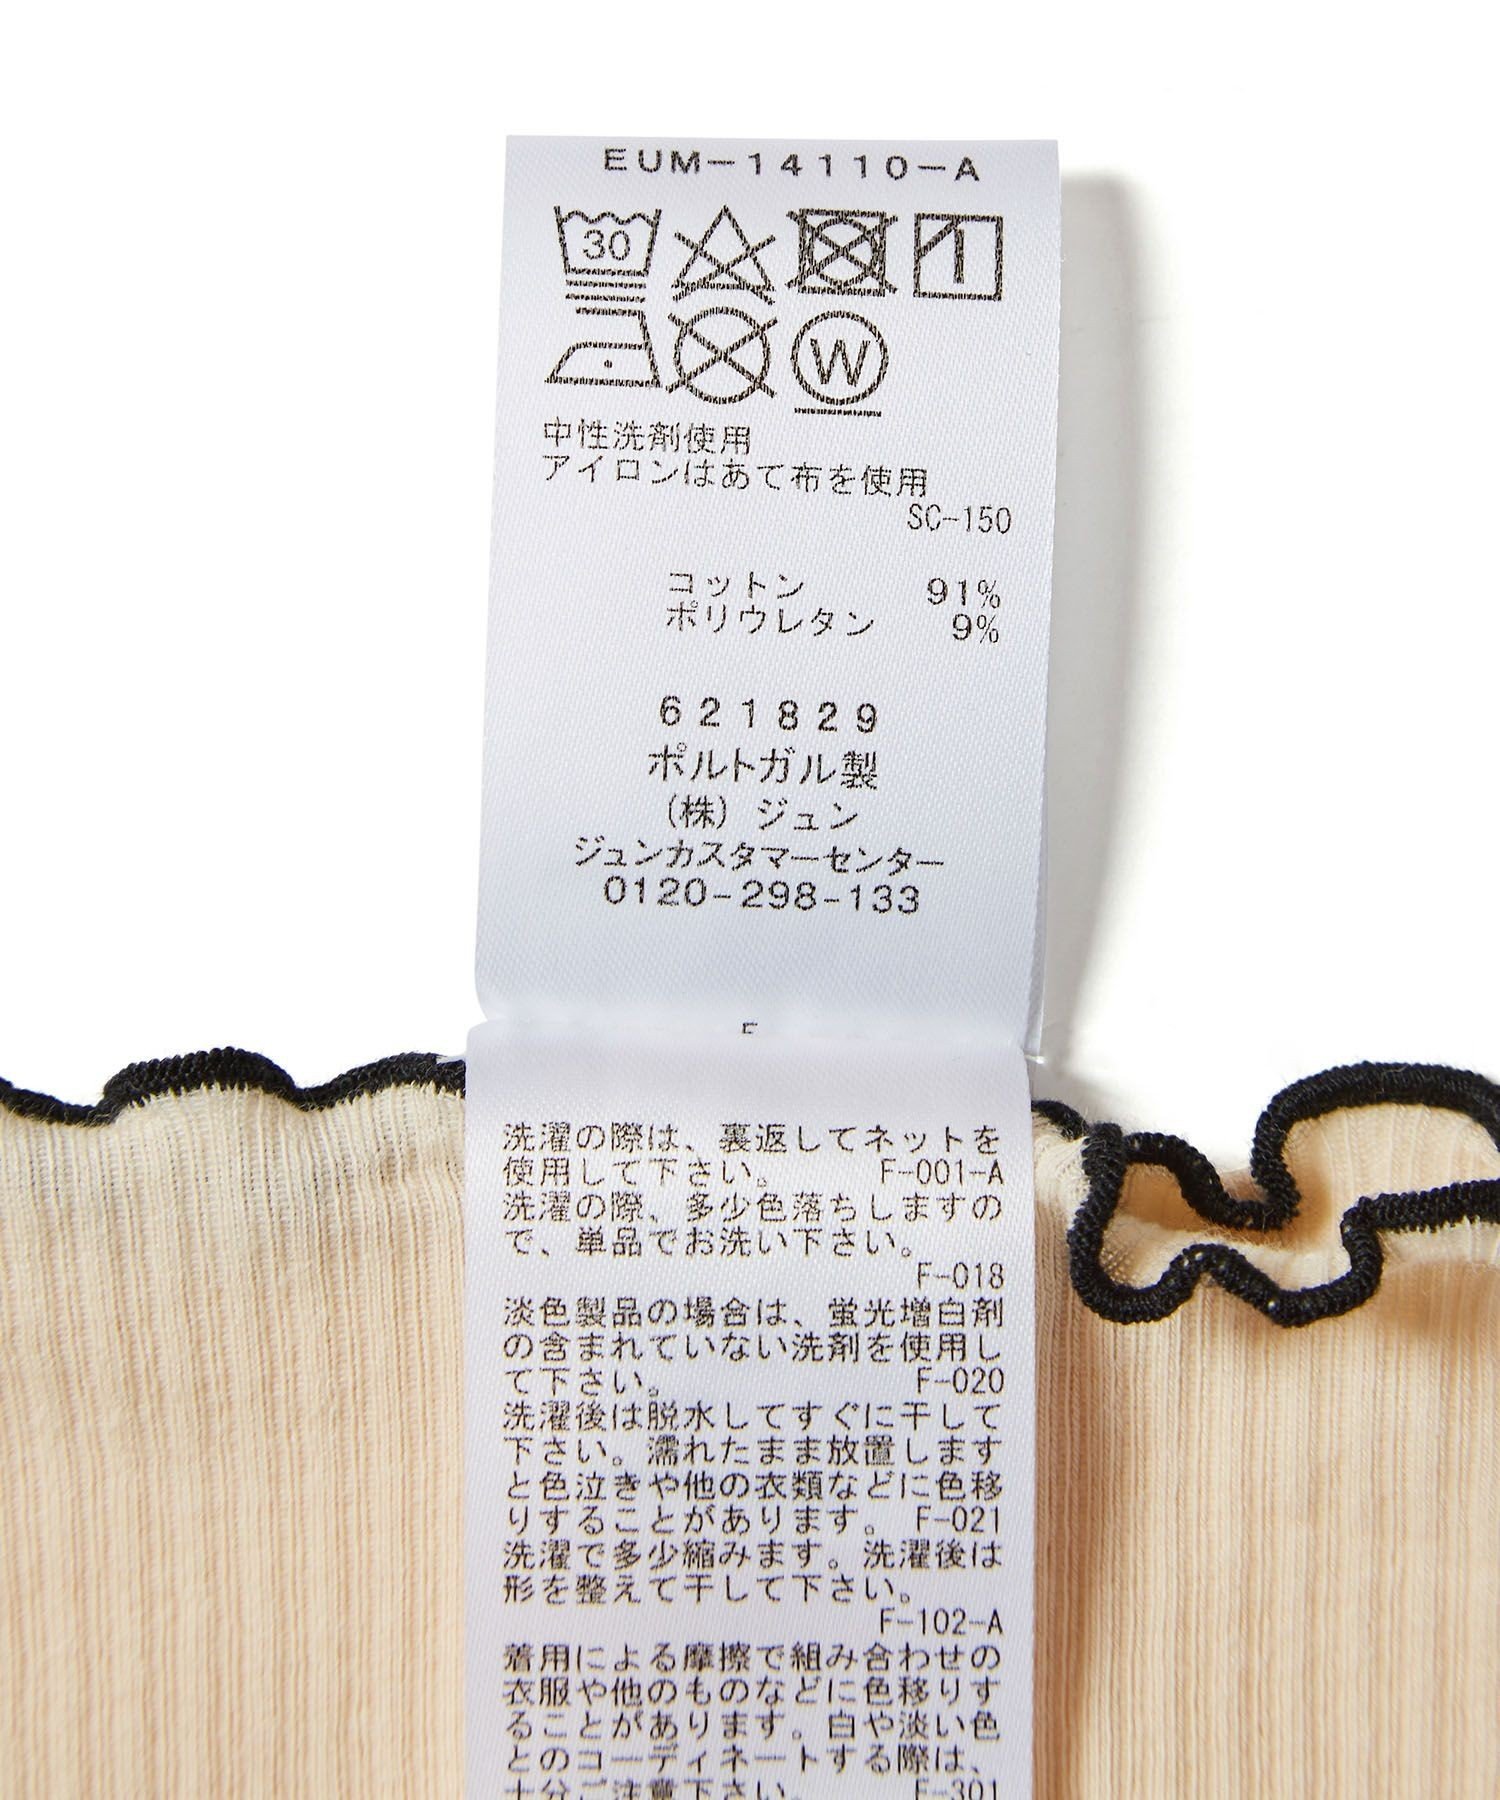 EUM-14110-A
30
W
中性洗剤使用
アイロンはあて布を使用
SC-150
コットン 91%
ポリウレタン 9%
621829
ポルトガル製
(株)ジュン
ジュンカスタマーセンター
0120-298-133
洗濯の際は、裏返してネットを
使用して下さい。 F-001-A
洗濯の際、多少色落ちしますの
で、単品でお洗い下さい。
F-018
淡色製品の場合は、蛍光増白剤
の含まれていない洗剤を使用し
て下さい。 F-020
洗濯後は脱水してすぐに干して
下さい。濡れたまま放置します
と色泣きや他の衣類などに色移
りすることがあります。 F-021
洗濯で多少縮みます。洗濯後は
形を整えて干して下さい。
F-102-A
着用による摩擦で組み合わせの
衣服や他のものなどに色移りす
ることがあります。白や淡い色
とのコーディネートする際は、
十分ご注意下さい。 F-301